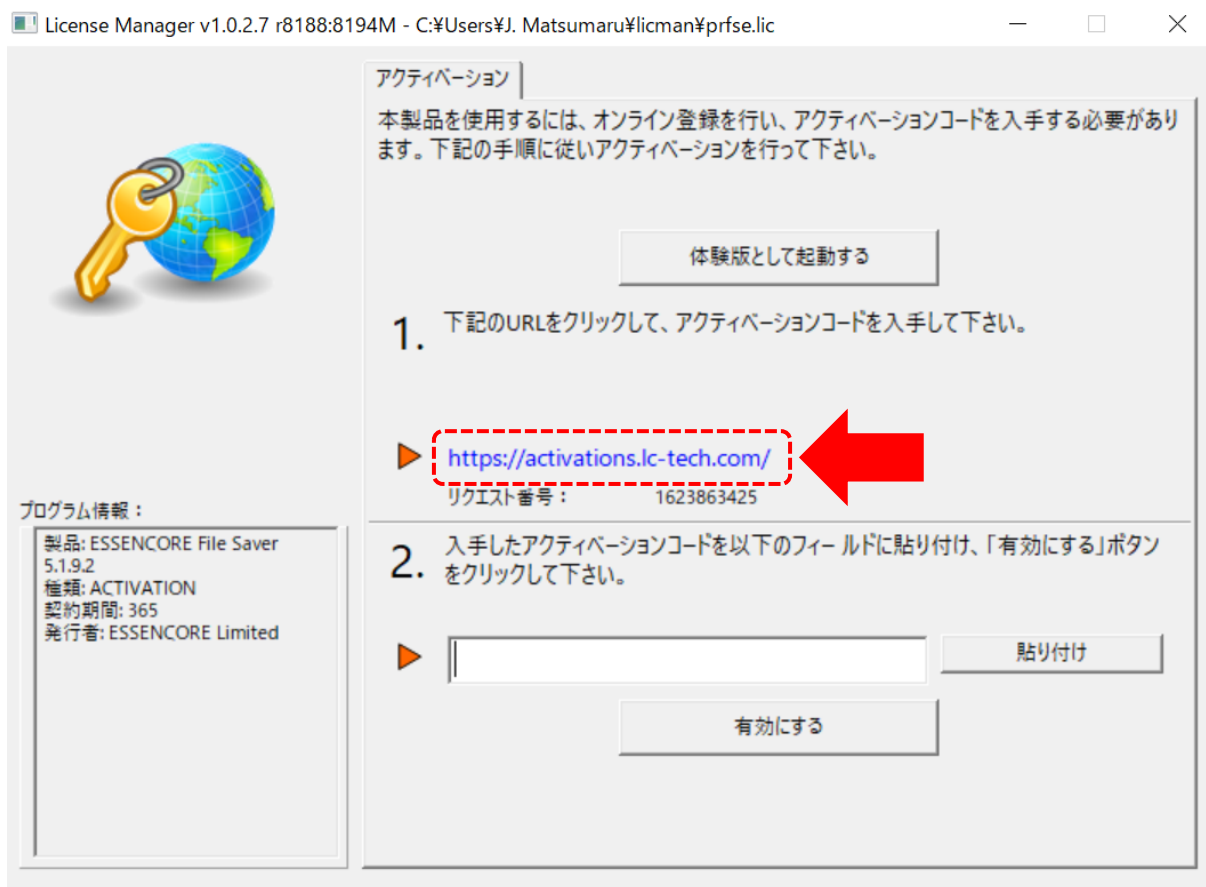 License Manager v1.0.2.7 r8188:8194M - C:¥Users¥J. Matsumaru¥licman¥prfse.lic
アクティベーション
本製品を使用するには、オンライン登録を行い、アクティベーションコードを入手する必要があり
ます。下記の手順に従いアクティベーションを行って下さい。
体験版として起動する
1. 下記のURLをクリックして、アクティベーションコードを入手して下さい。
https://activations.lc-tech.com/
リクエスト番号： 1623863425
2. 入手したアクティベーションコードを以下のフィー ルドに貼り付け、「有効にする」ボタン
をクリックして下さい。
貼り付け
有効にする
プログラム情報：
製品: ESSENCORE File Saver
5.1.9.2
種類: ACTIVATION
契約期間: 365
発行者: ESSENCORE Limited